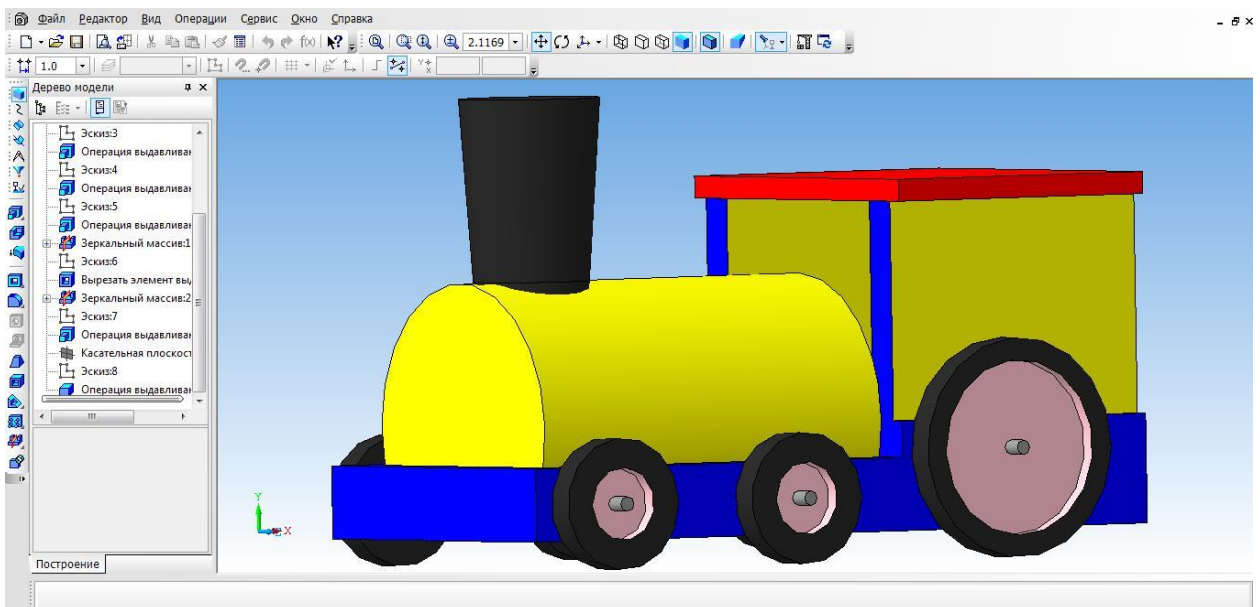 Файл Редактор Вид Операции Сервис Окно Справка
2.1169
1.0
Дерево модели
Эскиз:3
Операция выдавливан
Эскиз:4
Операция выдавливан
Эскиз:5
Операция выдавливан
Зеркальный массив:1
Эскиз:6
Вырезать элемент выд
Зеркальный массив:2
Эскиз:7
Операция выдавливан
Касательная плоскост
Эскиз:8
Операция выдавливан
Построение
Y
X